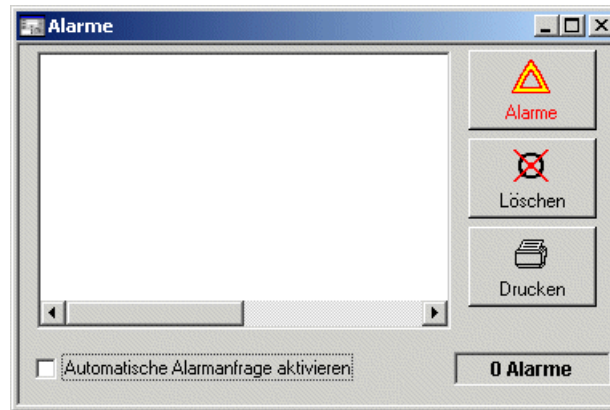 Alarme
Alarme
Löschen
Drucken
Automatische Alarmanfrage aktivieren
0 Alarme